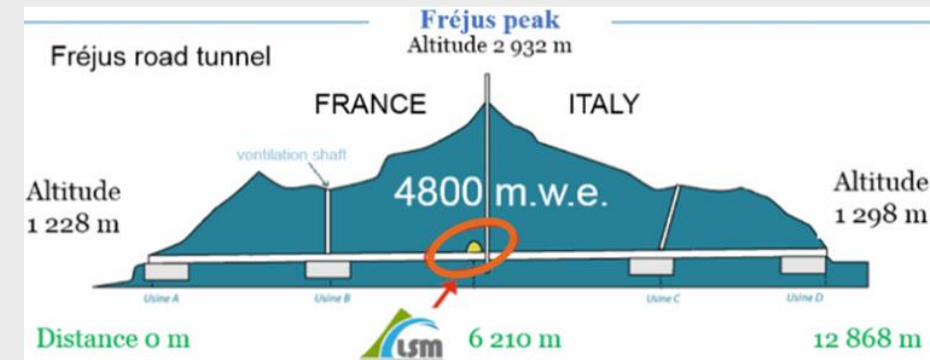 Fréjus peak
Altitude 2 932 m
Fréjus road tunnel
FRANCE
ITALY
ventilation shaft
4800 m.w.e.
Altitude
1 228 m
Altitude
1 298 m
Usine A
Usine B
Usine C
Usine D
Distance 0 m
LSM
6 210 m
12 868 m